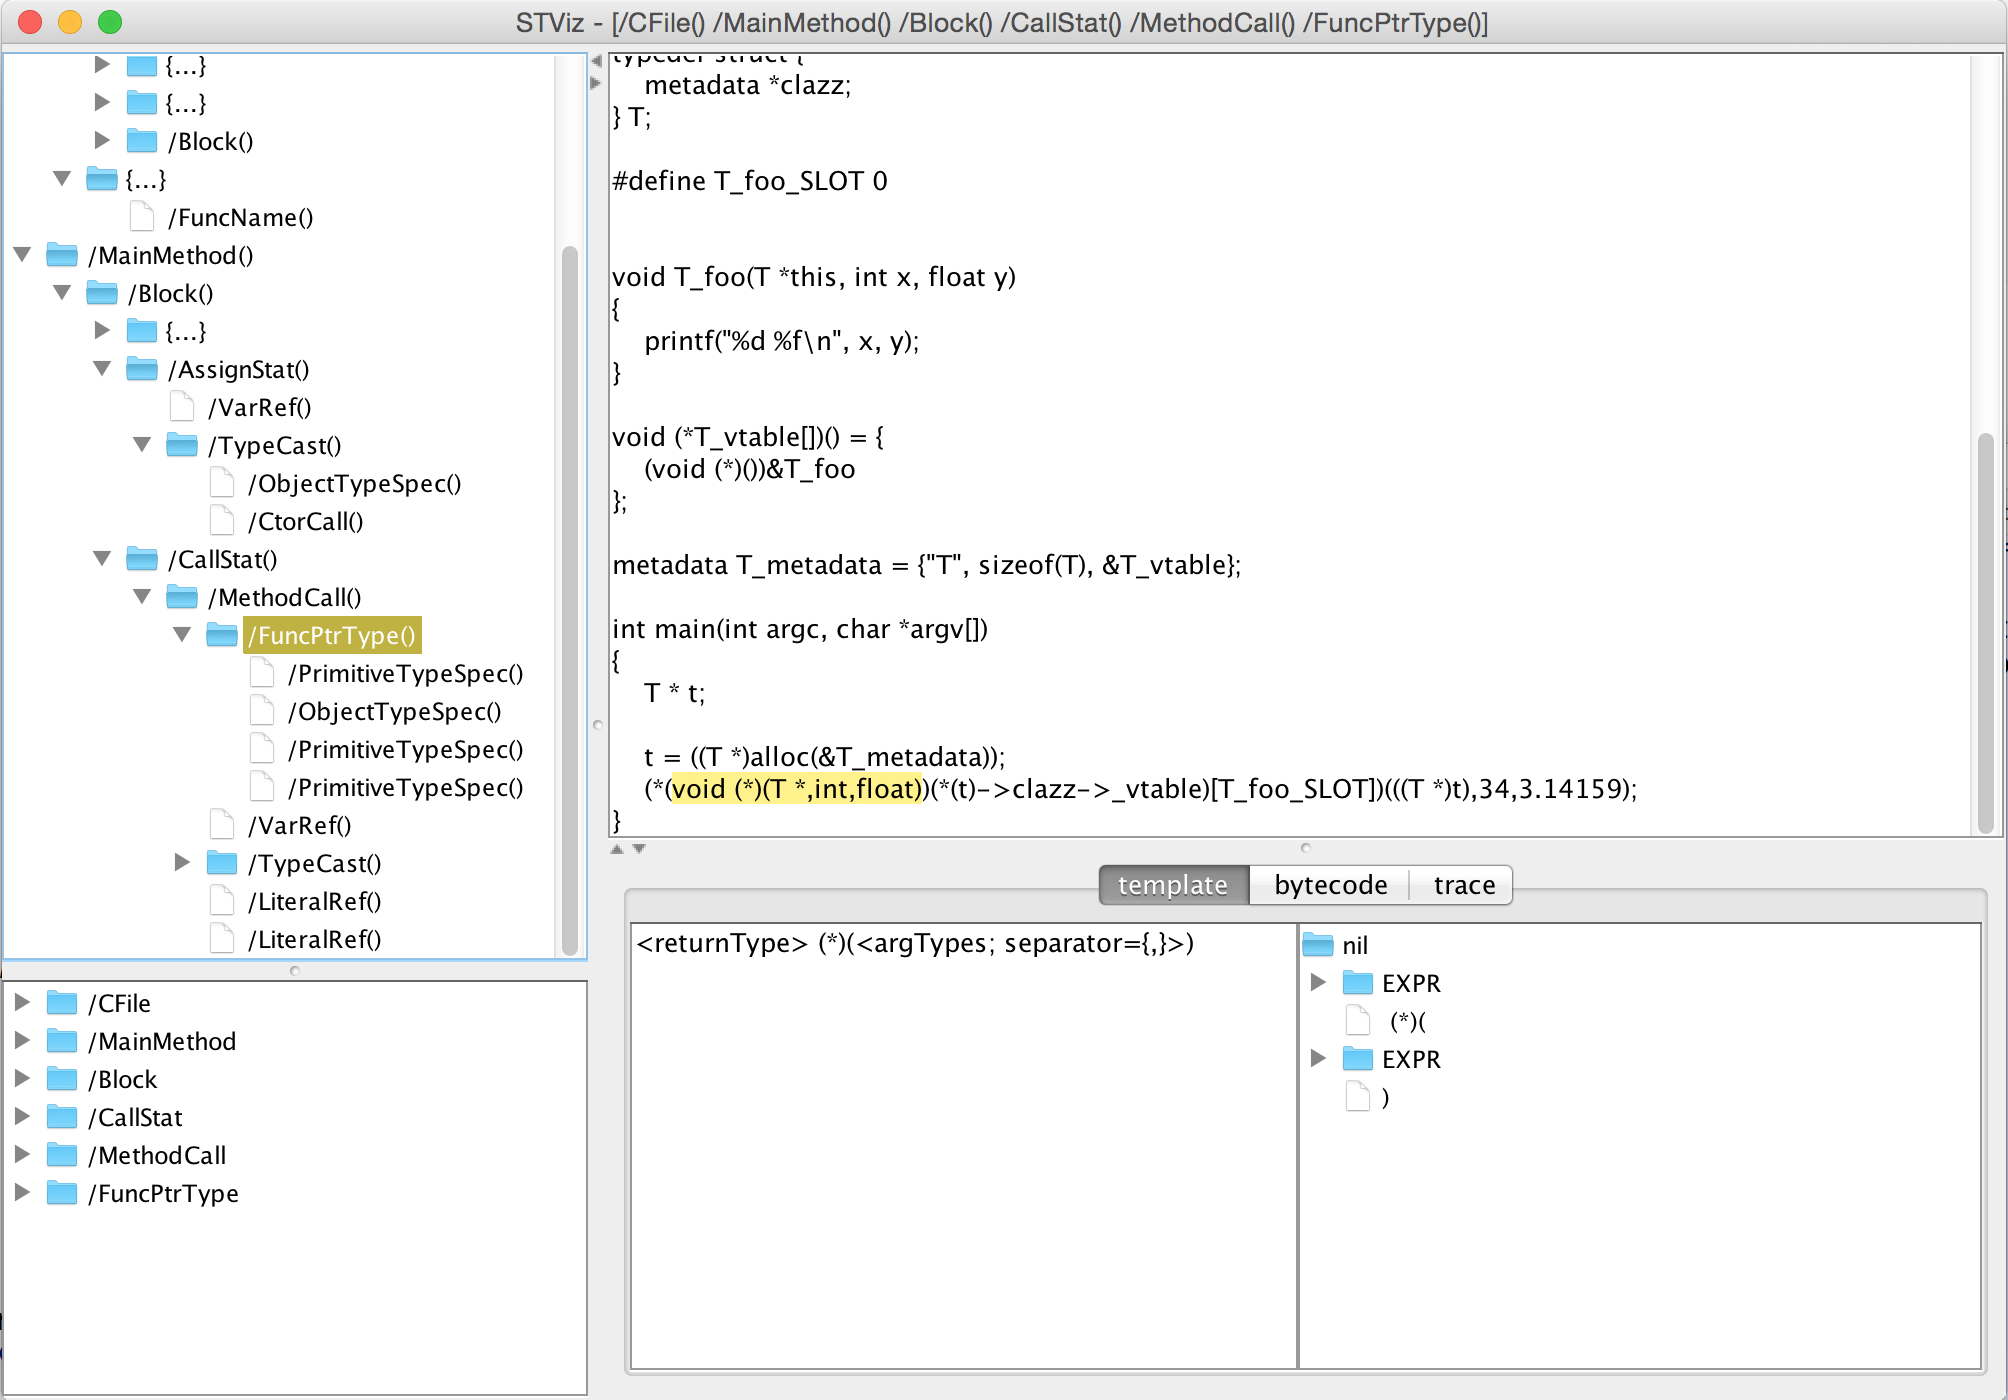 STViz - [/CFile() /MainMethod() /Block() /CallStat() /MethodCall() /FuncPtrType()]
{...}
{...}
/Block()
{...}
/FuncName()
/MainMethod()
/Block()
{...}
/AssignStat()
/VarRef()
/TypeCast()
/ObjectTypeSpec()
/CtorCall()
/CallStat()
/MethodCall()
/FuncPtrType()
/PrimitiveTypeSpec()
/ObjectTypeSpec()
/PrimitiveTypeSpec()
/PrimitiveTypeSpec()
/VarRef()
/TypeCast()
/LiteralRef()
/LiteralRef()
/CFile
/MainMethod
/Block
/CallStat
/MethodCall
/FuncPtrType
typedef struct {
metadata *clazz;
} T;
#define T_foo_SLOT 0
void T_foo(T *this, int x, float y)
{
printf("%d %f\n", x, y);
}
void (*T_vtable[])() = {
(void (*)())&T_foo
};
metadata T_metadata = {"T", sizeof(T), &T_vtable};
int main(int argc, char *argv[])
{
T * t;
t = ((T *)alloc(&T_metadata));
(*(void (*)(T *,int,float))(*(t)->clazz->_vtable)[T_foo_SLOT])(((T *)t),34,3.14159);
}
template bytecode trace
<returnType> (*)(<argTypes; separator={,}>)
nil
EXPR
(*)(
EXPR
)